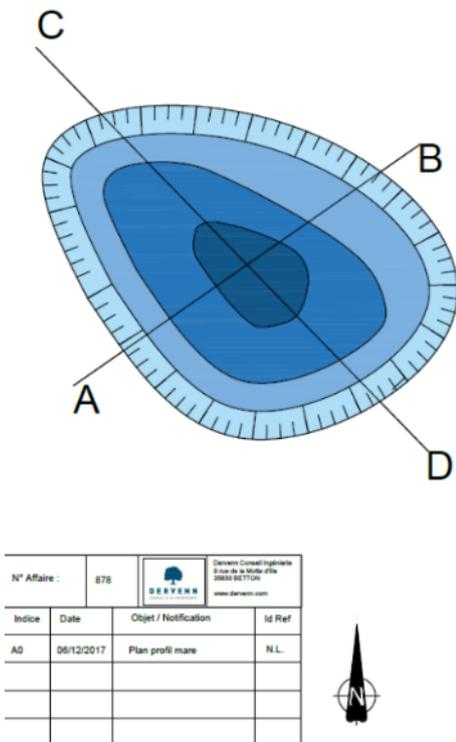 C
B
A
D
N° Affaire :
878
DERVENN
Dervenn Conseil Ingénierie
9 rue de la Motte d'Ille
35830 BETTON
www.dervenn.com
Indice
Date
Objet / Notification
Id Ref
A0
06/12/2017
Plan profil mare
N.L.
N